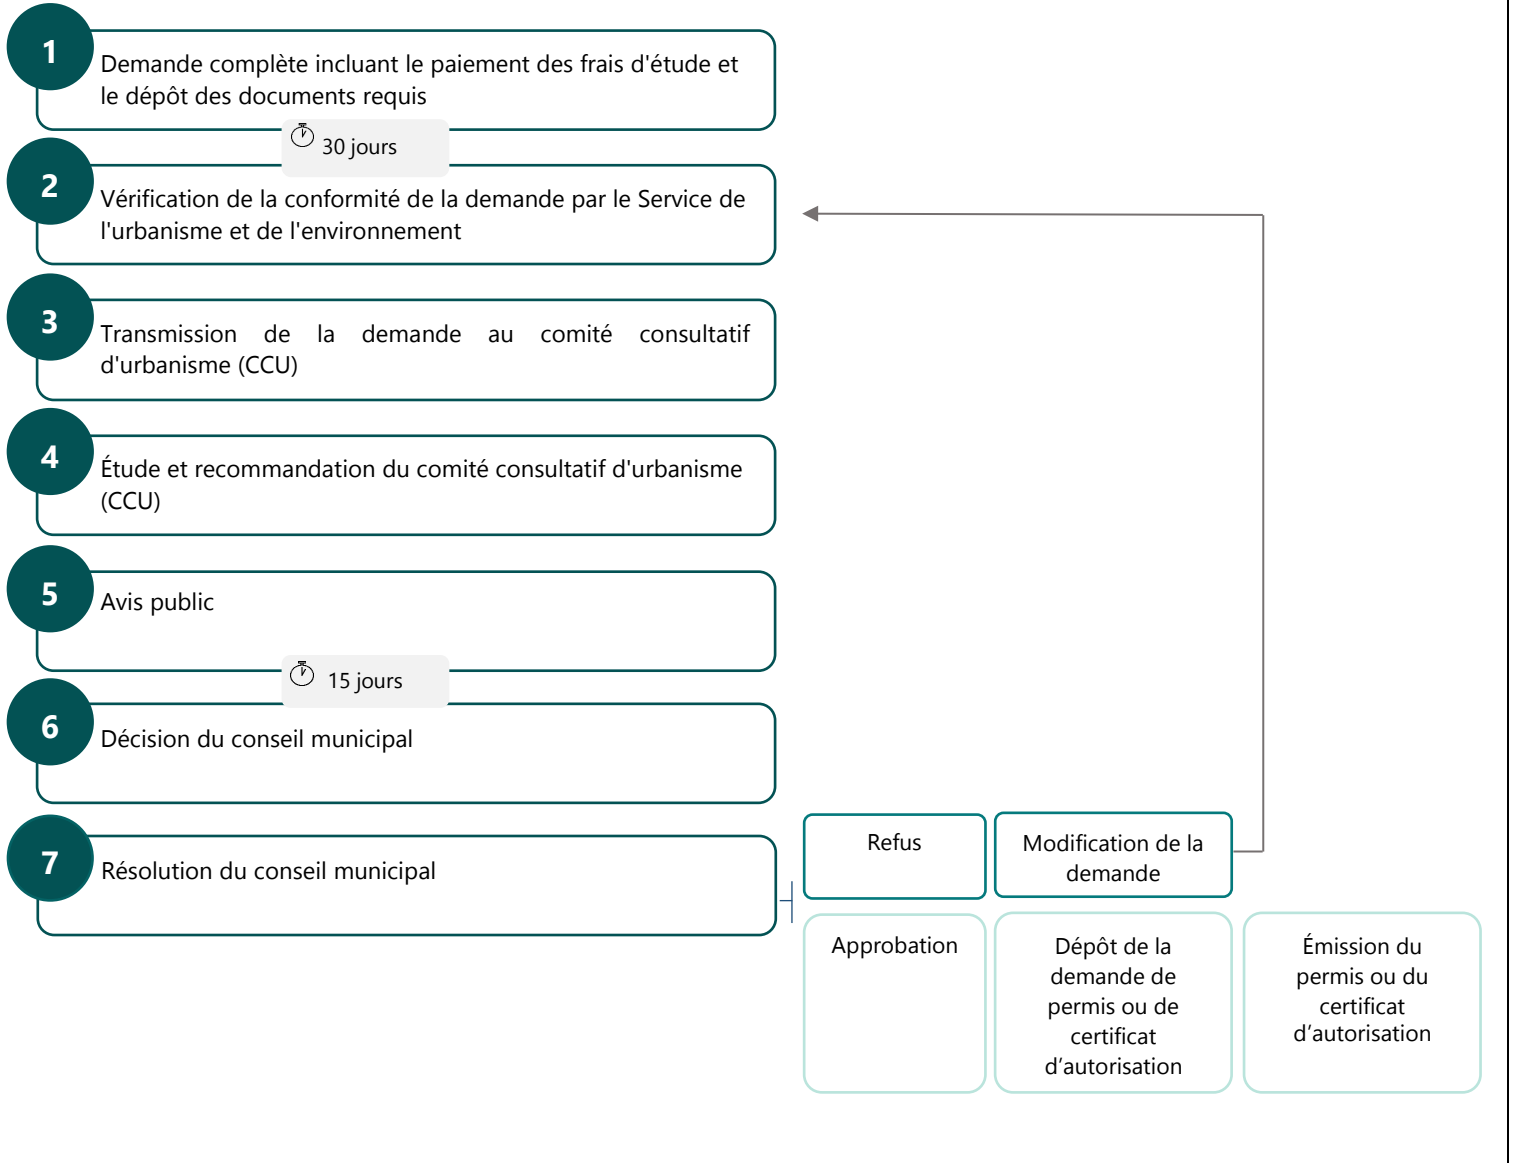 1
Demande complète incluant le paiement des frais d'étude et
le dépôt des documents requis
30 jours
2
Vérification de la conformité de la demande par le Service de
l'urbanisme et de l'environnement
3
Transmission de la demande au comité consultatif
d'urbanisme (CCU)
4
Étude et recommandation du comité consultatif d'urbanisme
(CCU)
5
Avis public
15 jours
6
Décision du conseil municipal
7
Résolution du conseil municipal
Refus
Modification de la
demande
Approbation
Dépôt de la
demande de
permis ou de
certificat
d’autorisation
Émission du
permis ou du
certificat
d’autorisation